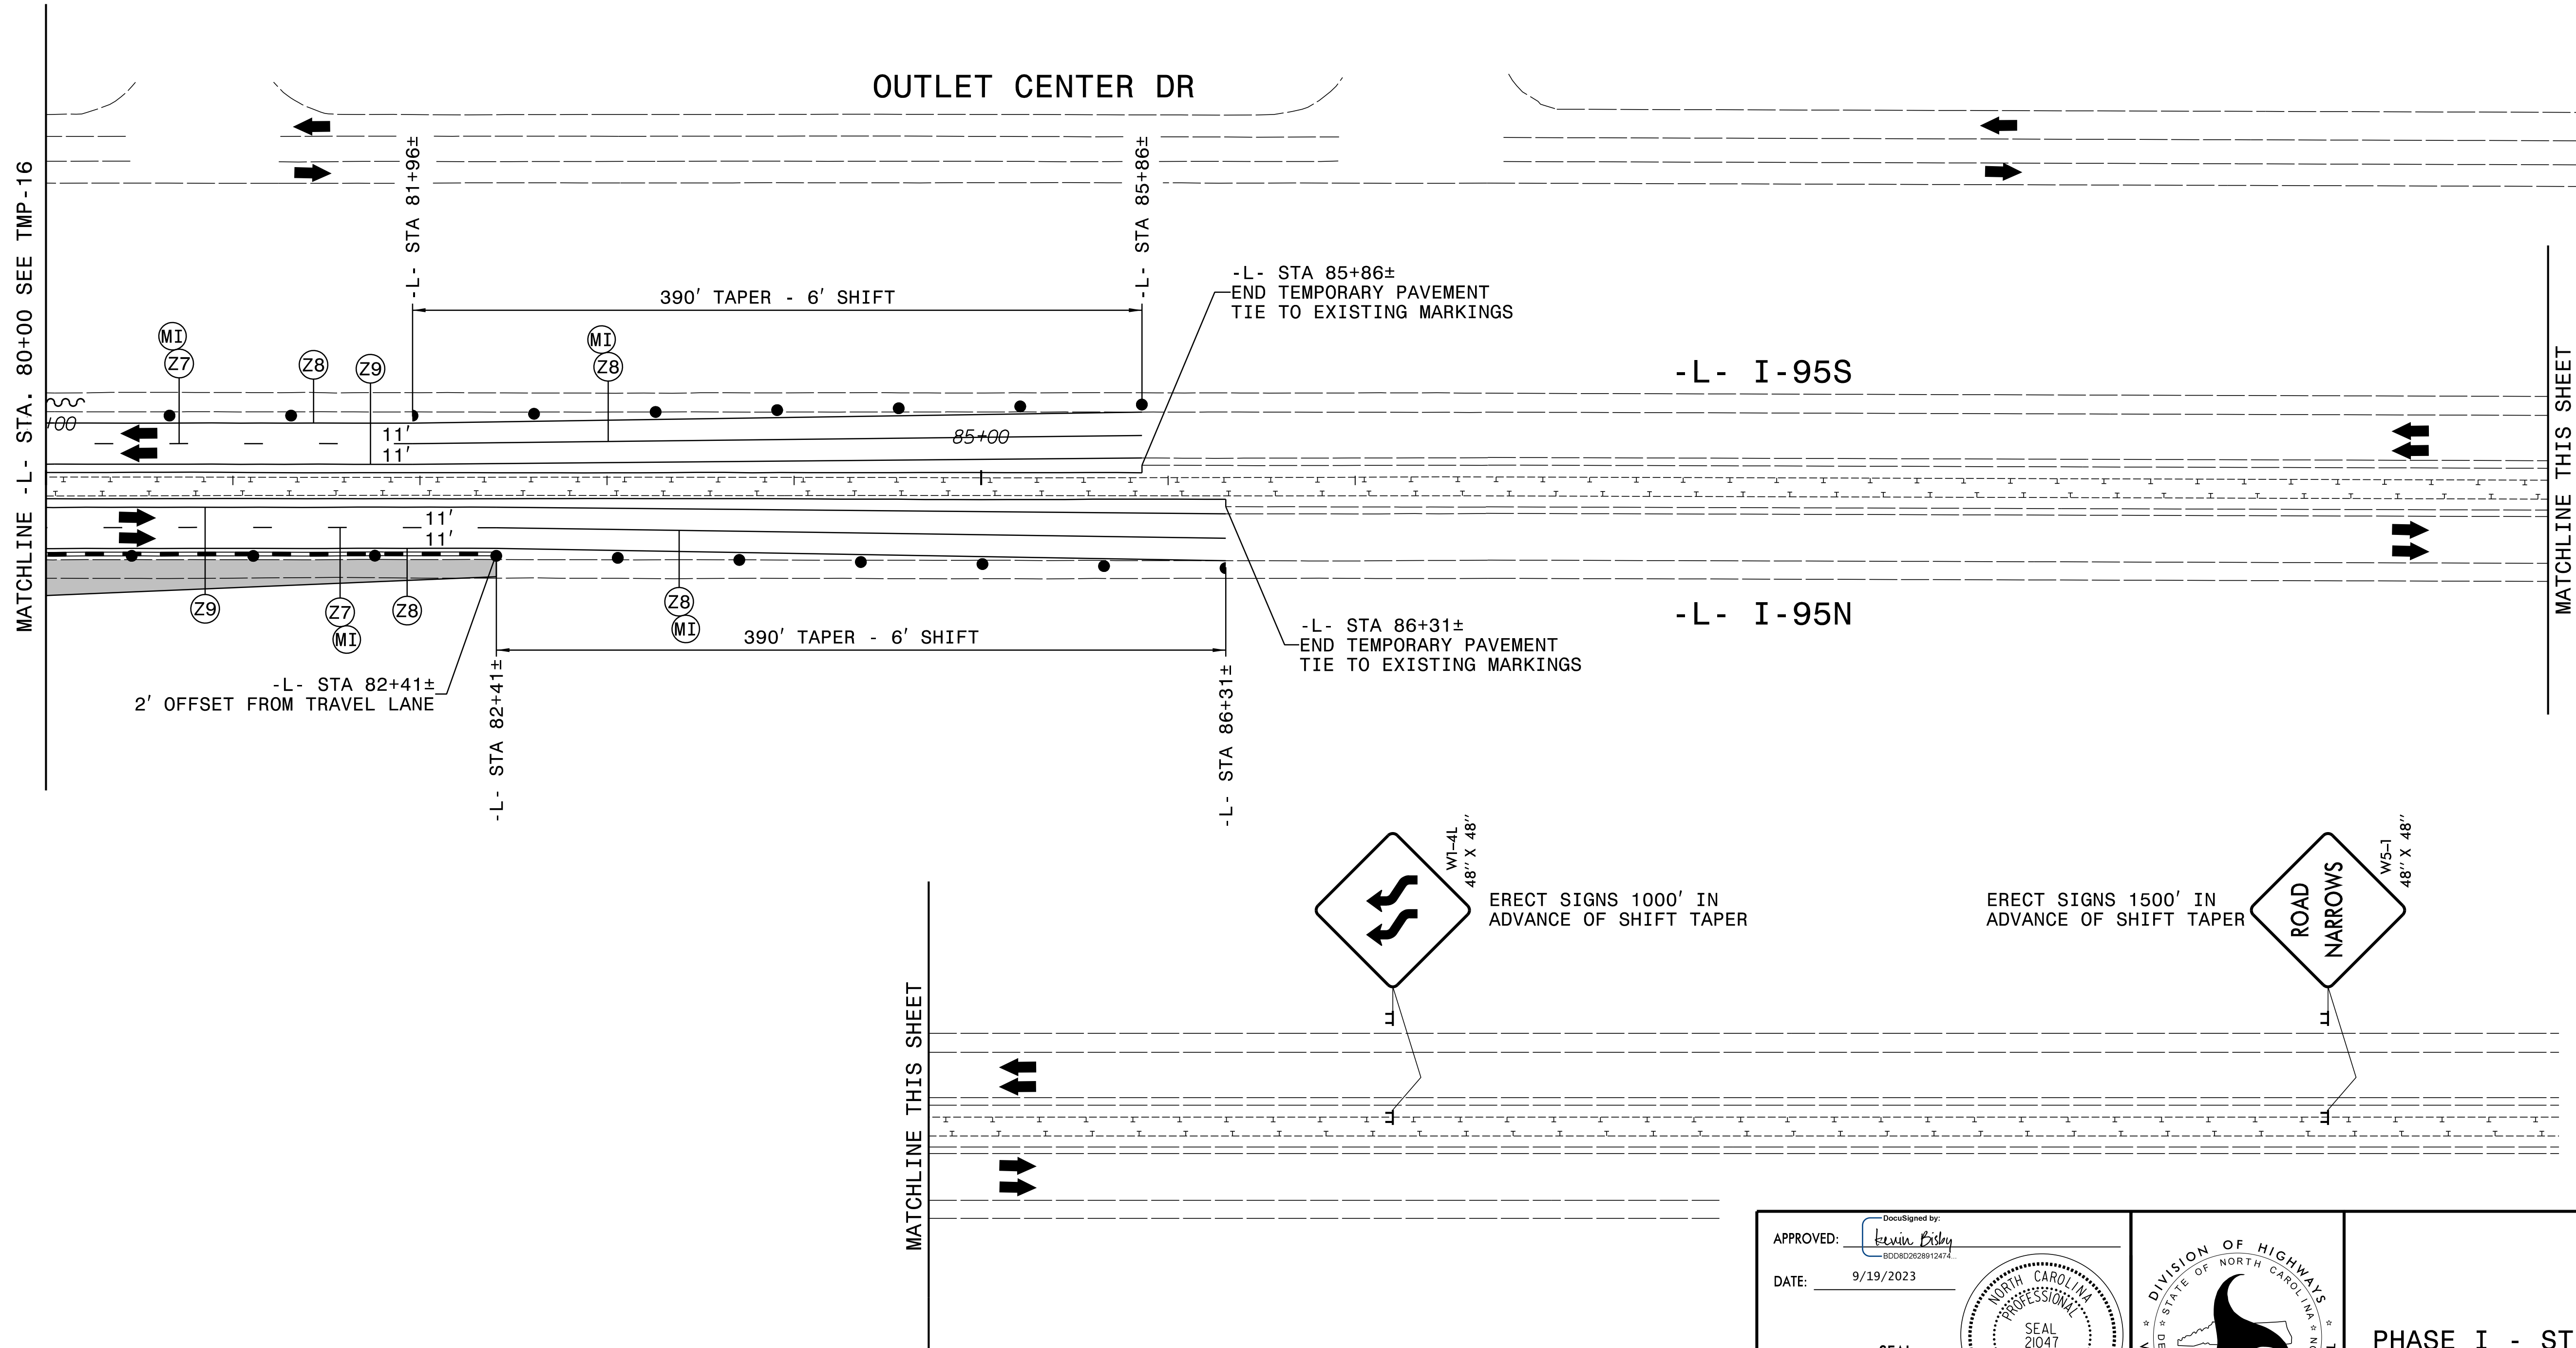 OUTLET CENTER DR
MATCHLINE -L- STA. 80+00 SEE TMP-16
-L- STA 81+96±
-L- STA 85+86±
390' TAPER - 6' SHIFT
-L- STA 85+86±
END TEMPORARY PAVEMENT
TIE TO EXISTING MARKINGS
MI
Z7
Z8
Z9
MI
Z8
-L- I-95S
MATCHLINE THIS SHEET
+00
11'
11'
85+00
11'
11'
Z9
Z7
MI
Z8
Z8
MI
390' TAPER - 6' SHIFT
-L- I-95N
-L- STA 86+31±
END TEMPORARY PAVEMENT
TIE TO EXISTING MARKINGS
-L- STA 82+41±
2' OFFSET FROM TRAVEL LANE
-L- STA 82+41±
-L- STA 86+31±
W1-4L
48" X 48"
ERECT SIGNS 1000' IN
ADVANCE OF SHIFT TAPER
ERECT SIGNS 1500' IN
ADVANCE OF SHIFT TAPER
ROAD
NARROWS
W5-1
48" X 48"
MATCHLINE THIS SHEET
APPROVED:
DocuSigned by:
Kevin Bisby
BDD8D2628912474...
DATE: 9/19/2023
NORTH CAROLINA
PROFESSIONAL
SEAL
21047
DIVISION OF HIGHWAYS
STATE OF NORTH CAROLINA
PHASE I - ST